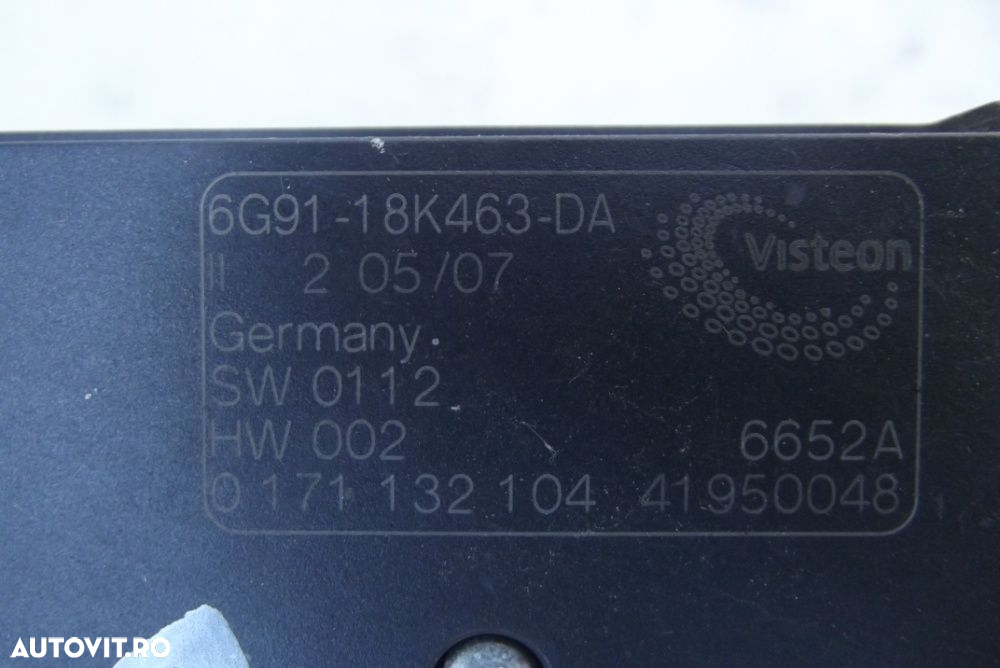 6G91-18K463-DA
Visteon
II 2 05/07
Germany
SW 0112
HW 002 6652A
0 171 132 104 41950048
AUTOVIT.RO